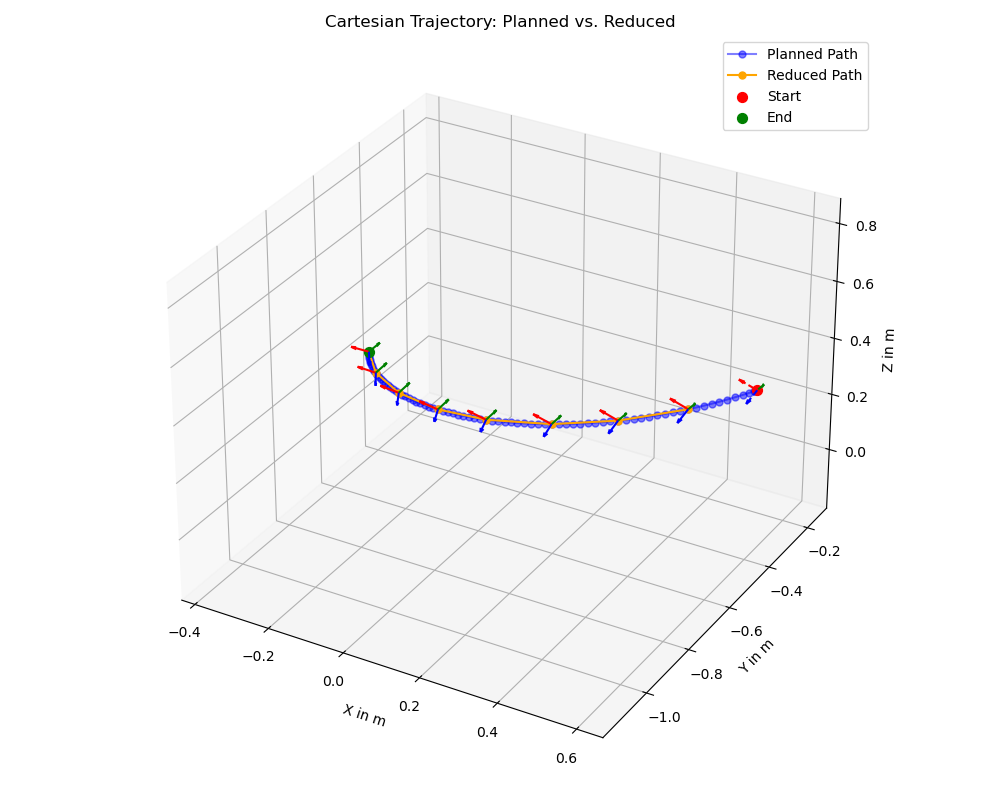 Cartesian Trajectory: Planned vs. Reduced
Planned Path
Reduced Path
Start
End
0.8
0.6
0.4
0.2
0.0
Z in m
−0.2
−0.4
−0.6
−0.8
−1.0
Y in m
−0.4
−0.2
0.0
0.2
0.4
0.6
X in m